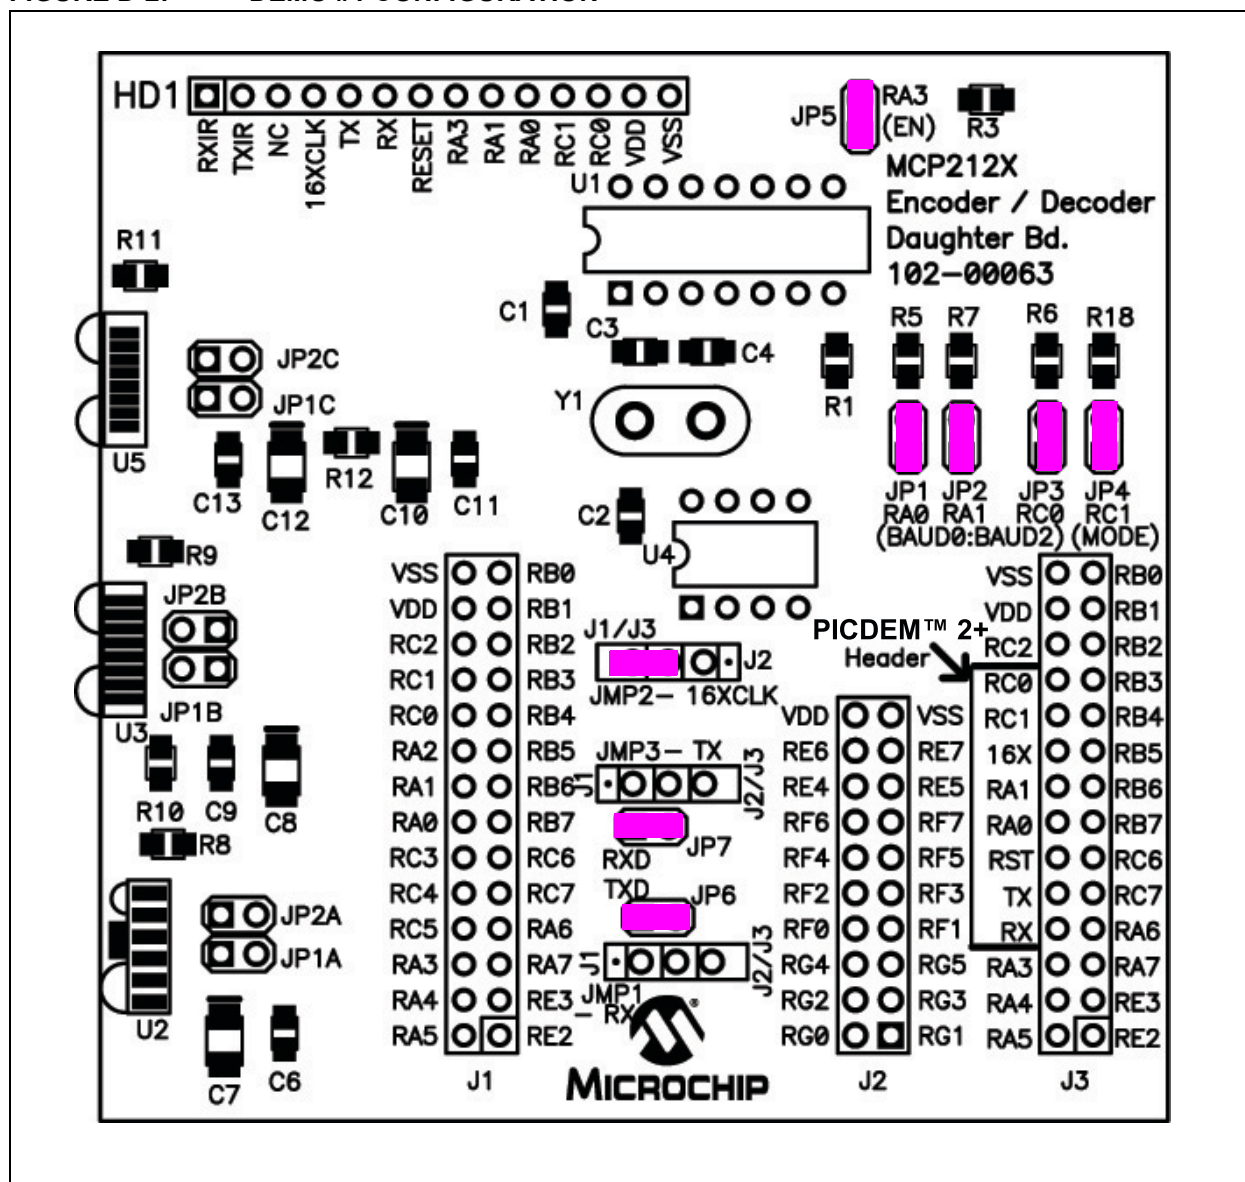 HD1
RXIR
TXIR
NC
16XCLK
TX
RX
RESET
RA3
RA1
RA0
RC1
RC0
VDD
VSS
JP5
RA3
(EN)
R3
MCP212X
Encoder / Decoder
Daughter Bd.
102-00063
U1
R11
C1
C3
C4
R5
R7
R6
R18
JP2C
JP1C
Y1
R1
U5
R12
C13
C12
C10
C11
C2
U4
JP1
JP2
JP3
JP4
RA0
RA1
RC0
RC1
(BAUD0:BAUD2)
(MODE)
R9
JP2B
JP1B
U3
R10
C9
C8
R8
JP2A
JP1A
U2
C7
C6
VSS RB0
VDD RB1
RC2 RB2
RC1 RB3
RC0 RB4
RA2 RB5
RA1 RB6
RA0 RB7
RC3 RC6
RC4 RC7
RC5 RA6
RA3 RA7
RA4 RE3
RA5 RE2
J1
J1/J3
J2
JMP2- 16XCLK
JMP3- TX
J1
J2/J3
JP7
RXD
TXD
JP6
J1
J2/J3
JMP1
- RX
MICROCHIP
®
PICDEM™ 2+
Header
VDD VSS
RE6 RE7
RE4 RE5
RF6 RF7
RF4 RF5
RF2 RF3
RF0 RF1
RG4 RG5
RG2 RG3
RG0 RG1
J2
VSS RB0
VDD RB1
RC2 RB2
RC0 RB3
RC1 RB4
16X RB5
RA1 RB6
RA0 RB7
RST RC6
TX RC7
RX RA6
RA3 RA7
RA4 RE3
RA5 RE2
J3